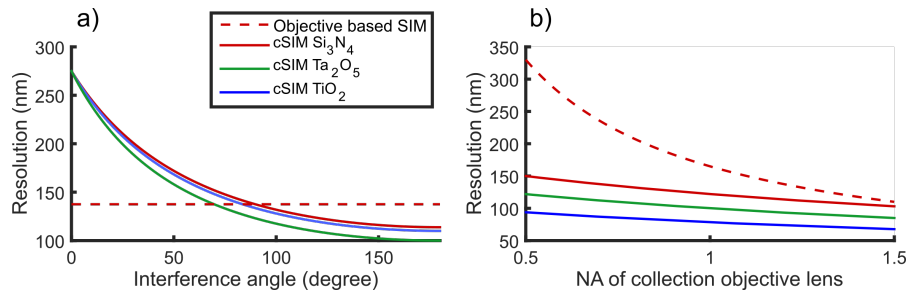 a)
Objective based SIM
cSIM Si3N4
cSIM Ta2O5
cSIM TiO2
300
250
200
150
100
Resolution (nm)
0
50
100
150
Interference angle (degree)
b)
350
300
250
200
150
100
50
Resolution (nm)
0.5
1
1.5
NA of collection objective lens